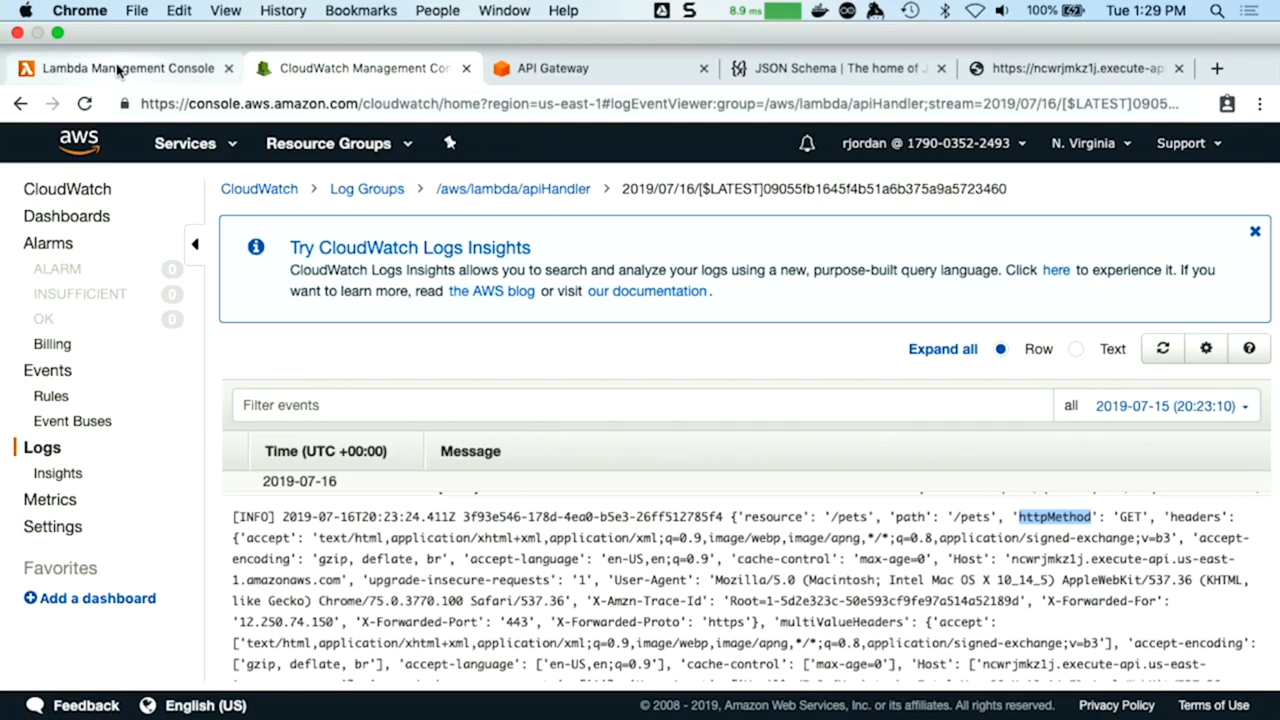 Chrome File Edit View History Bookmarks People Window Help 8.9 ms 100% Tue 1:29 PM
Lambda Management Console CloudWatch Management Con API Gateway JSON Schema | The home of J https://ncwrjmkz1j.execute-api
https://console.aws.amazon.com/cloudwatch/home?region=us-east-1#logEventViewer:group=/aws/lambda/apiHandler;stream=2019/07/16/[$LATEST]0905...
aws Services Resource Groups rjordan @ 1790-0352-2493 N. Virginia Support
CloudWatch
Dashboards
Alarms
ALARM 0
INSUFFICIENT 0
OK 0
Billing
Events
Rules
Event Buses
Logs
Insights
Metrics
Settings
Favorites
Add a dashboard
CloudWatch > Log Groups > /aws/lambda/apiHandler > 2019/07/16/[$LATEST]09055fb1645f4b51a6b375a9a5723460
Try CloudWatch Logs Insights
CloudWatch Logs Insights allows you to search and analyze your logs using a new, purpose-built query language. Click here to experience it. If you
want to learn more, read the AWS blog or visit our documentation.
Expand all Row Text
Filter events all 2019-07-15 (20:23:10)
Time (UTC +00:00) Message
2019-07-16
[INFO] 2019-07-16T20:23:24.411Z 3f93e546-178d-4ea0-b5e3-26ff512785f4 {'resource': '/pets', 'path': '/pets', 'httpMethod': 'GET', 'headers':
{'accept': 'text/html,application/xhtml+xml,application/xml;q=0.9,image/webp,image/apng,*/*;q=0.8,application/signed-exchange;v=b3', 'accept-
encoding': 'gzip, deflate, br', 'accept-language': 'en-US,en;q=0.9', 'cache-control': 'max-age=0', 'Host': 'ncwrjmkz1j.execute-api.us-east-
1.amazonaws.com', 'upgrade-insecure-requests': '1', 'User-Agent': 'Mozilla/5.0 (Macintosh; Intel Mac OS X 10_14_5) AppleWebKit/537.36 (KHTML,
like Gecko) Chrome/75.0.3770.100 Safari/537.36', 'X-Amzn-Trace-Id': 'Root=1-5d2e323c-50e593cf9fe97a514a52189d', 'X-Forwarded-For':
'12.250.74.150', 'X-Forwarded-Port': '443', 'X-Forwarded-Proto': 'https'}, 'multiValueHeaders': {'accept':
['text/html,application/xhtml+xml,application/xml;q=0.9,image/webp,image/apng,*/*;q=0.8,application/signed-exchange;v=b3'], 'accept-encoding':
['gzip, deflate, br'], 'accept-language': ['en-US,en;q=0.9'], 'cache-control': ['max-age=0'], 'Host': ['ncwrjmkz1j.execute-api.us-east-
Feedback English (US) © 2008 - 2019, Amazon Web Services, Inc. or its affiliates. All rights reserved. Privacy Policy Terms of Use